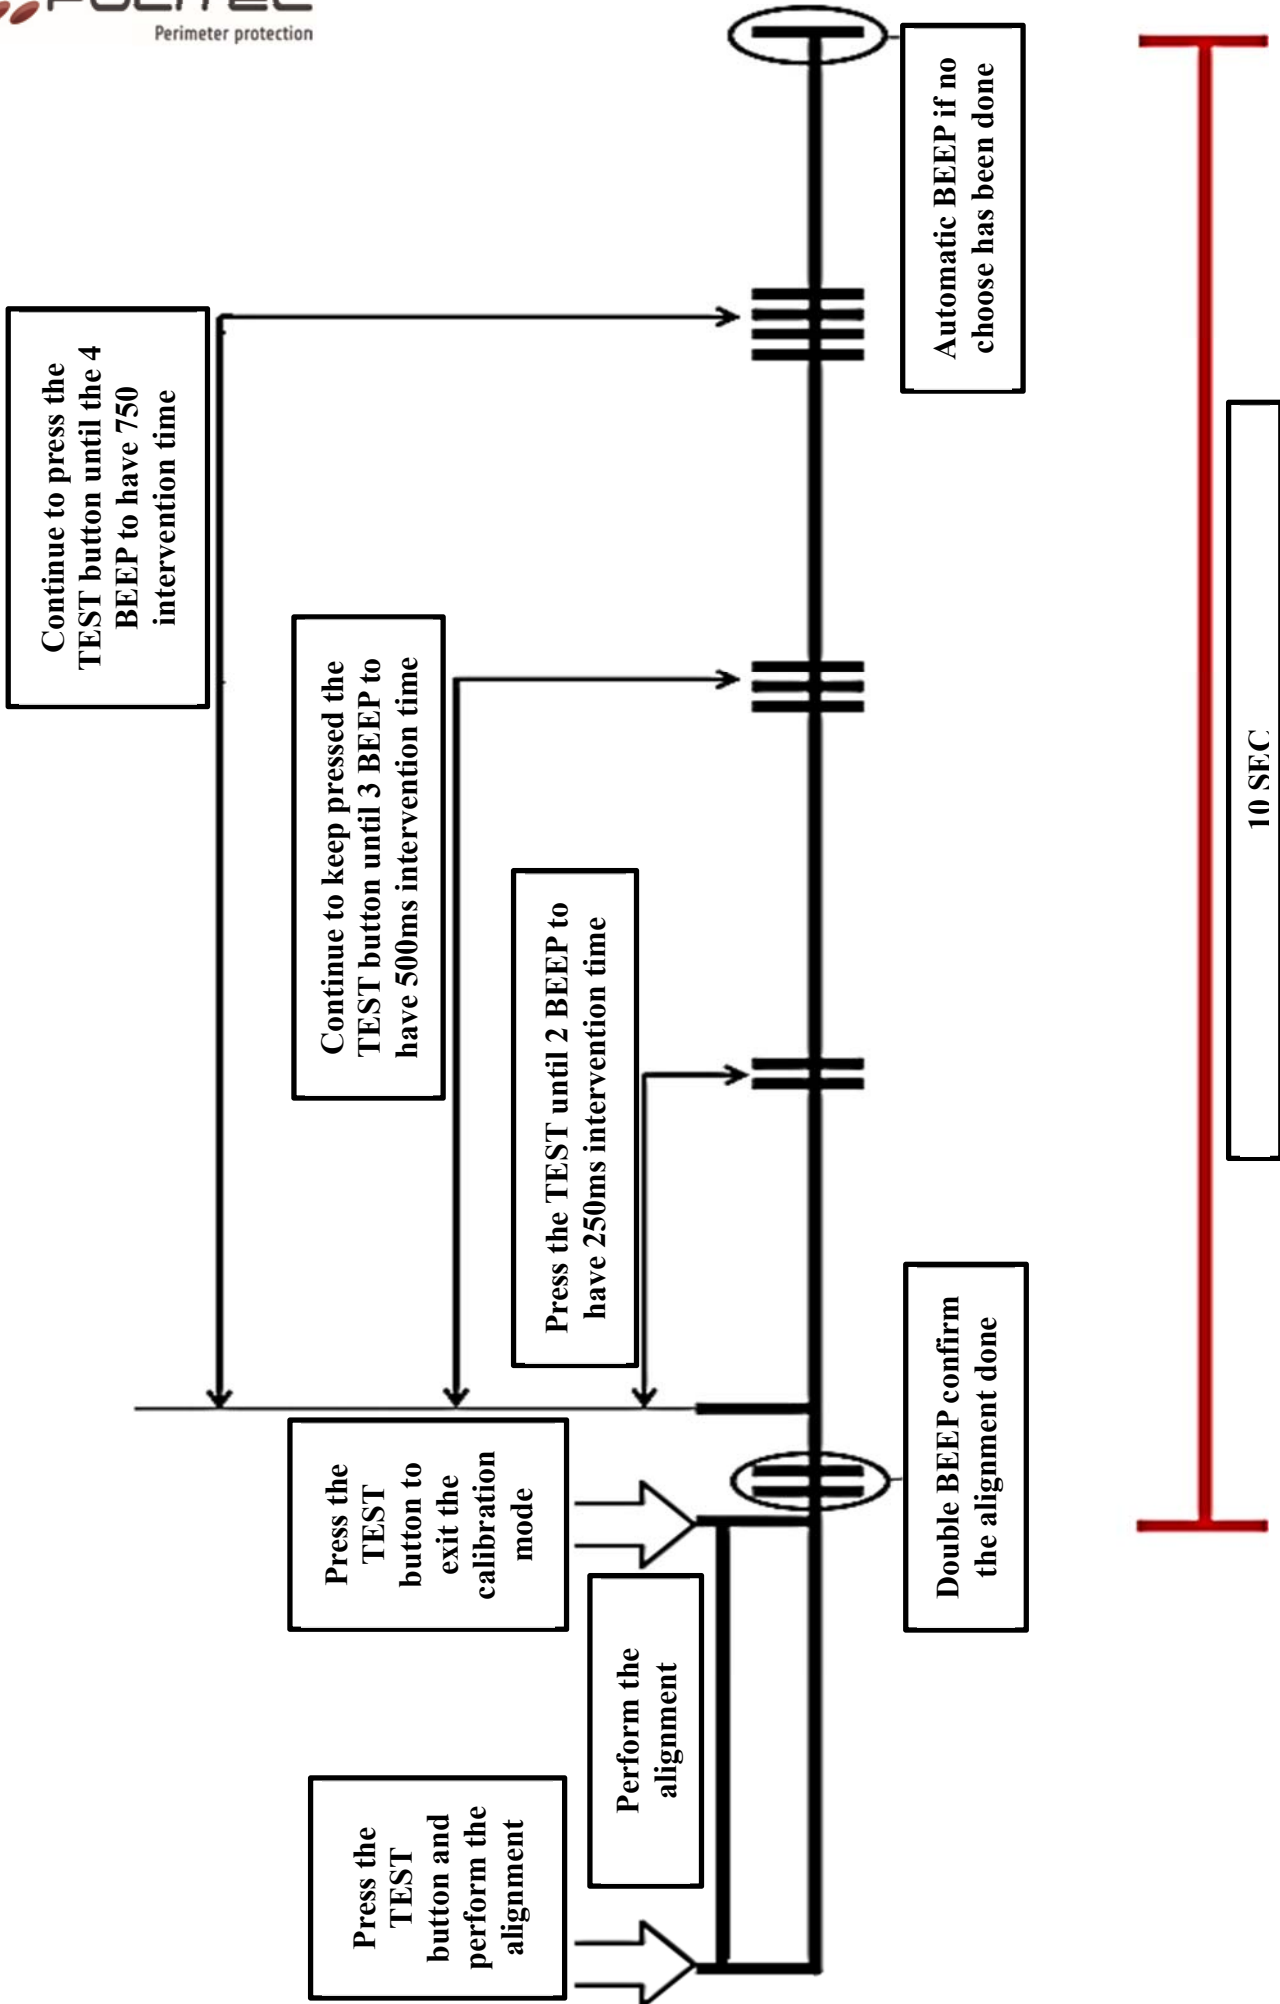 Perimeter protection
Press the
TEST
button and
perform the
alignment
Perform the
alignment
Press the
TEST
button to
exit the
calibration
mode
Double BEEP confirm
the alignment done
Press the TEST until 2 BEEP to
have 250ms intervention time
Continue to keep pressed the
TEST button until 3 BEEP to
have 500ms intervention time
Continue to press the
TEST button until the 4
BEEP to have 750
intervention time
Automatic BEEP if no
choose has been done
10 SEC